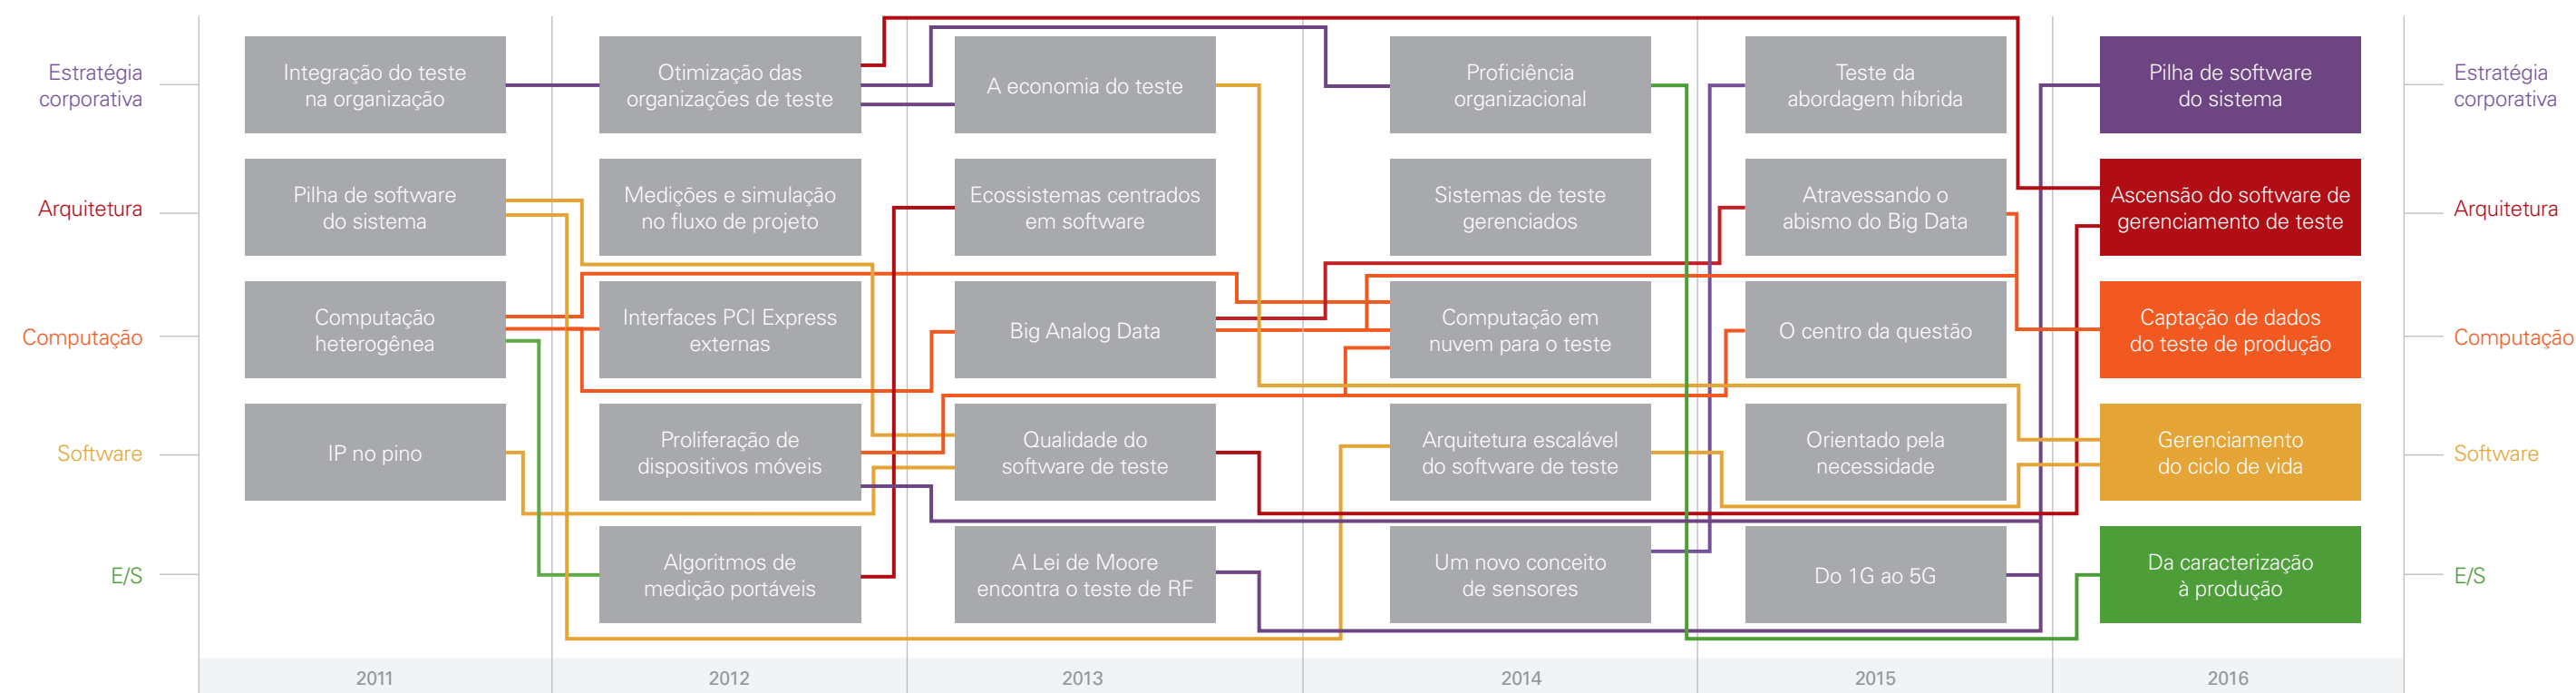 Estratégia
corporativa
Integração do teste
na organização
Otimização das
organizações de teste
A economia do teste
Proficiência
organizacional
Teste da
abordagem híbrida
Pilha de software
do sistema
Estratégia
corporativa
Arquitetura
Pilha de software
do sistema
Medições e simulação
no fluxo de projeto
Ecossistemas centrados
em software
Sistemas de teste
gerenciados
Atravessando o
abismo do Big Data
Ascensão do software de
gerenciamento de teste
Arquitetura
Computação
Computação
heterogênea
Interfaces PCI Express
externas
Big Analog Data
Computação em
nuvem para o teste
O centro da questão
Captação de dados
do teste de produção
Computação
Software
IP no pino
Proliferação de
dispositivos móveis
Qualidade do
software de teste
Arquitetura escalável
do software de teste
Orientado pela
necessidade
Gerenciamento
do ciclo de vida
Software
E/S
Algoritmos de
medição portáveis
A Lei de Moore
encontra o teste de RF
Um novo conceito
de sensores
Do 1G ao 5G
Da caracterização
à produção
E/S
2011
2012
2013
2014
2015
2016